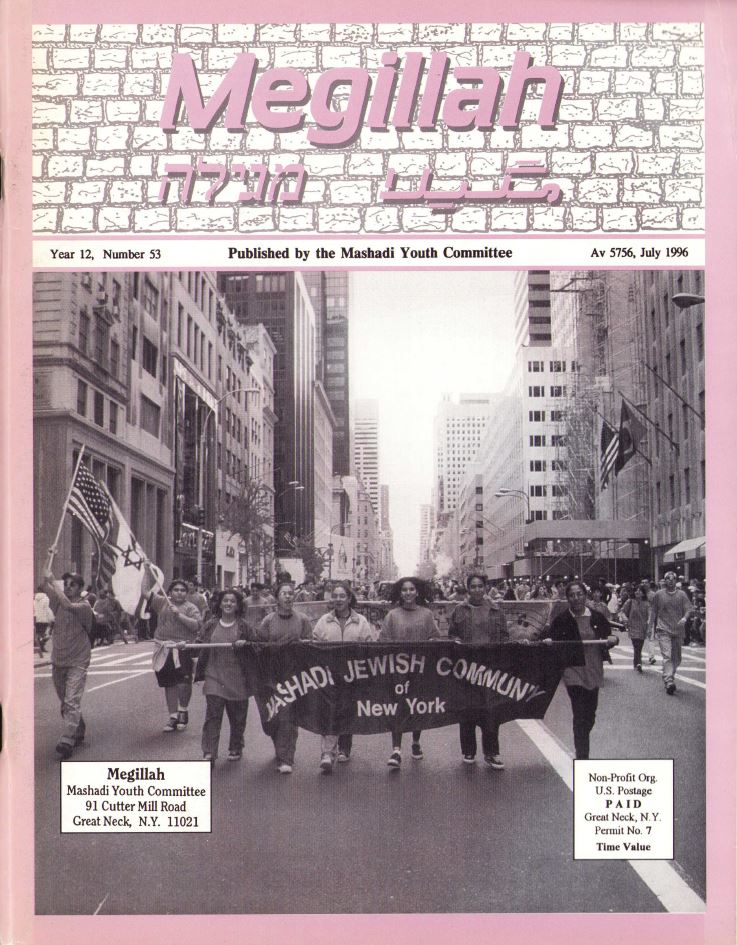 Megillah
מגילה
Year 12, Number 53 Published by the Mashadi Youth Committee Av 5756, July 1996
MASHADI JEWISH COMMUNITY
of
New York
Megillah
Mashadi Youth Committee
91 Cutter Mill Road
Great Neck, N.Y. 11021
Non-Profit Org.
U.S. Postage
PAID
Great Neck, N.Y.
Permit No. 7
Time Value